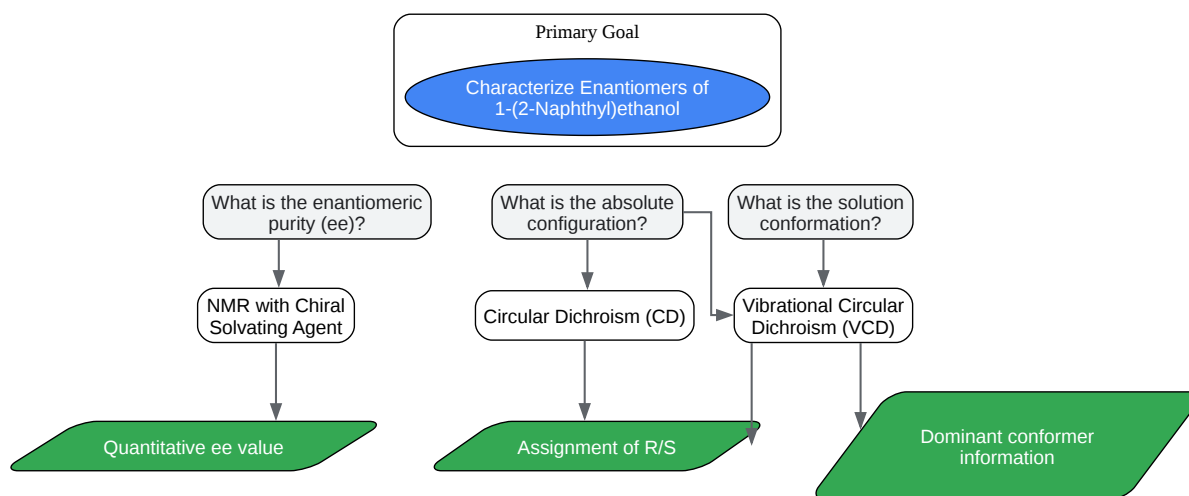 Primary Goal
Characterize Enantiomers of
1-(2-Naphthyl)ethanol
What is the enantiomeric
purity (ee)?
What is the absolute
configuration?
What is the solution
conformation?
NMR with Chiral
Solvating Agent
Circular Dichroism (CD)
Vibrational Circular
Dichroism (VCD)
Quantitative ee value
Assignment of R/S
Dominant conformer
information